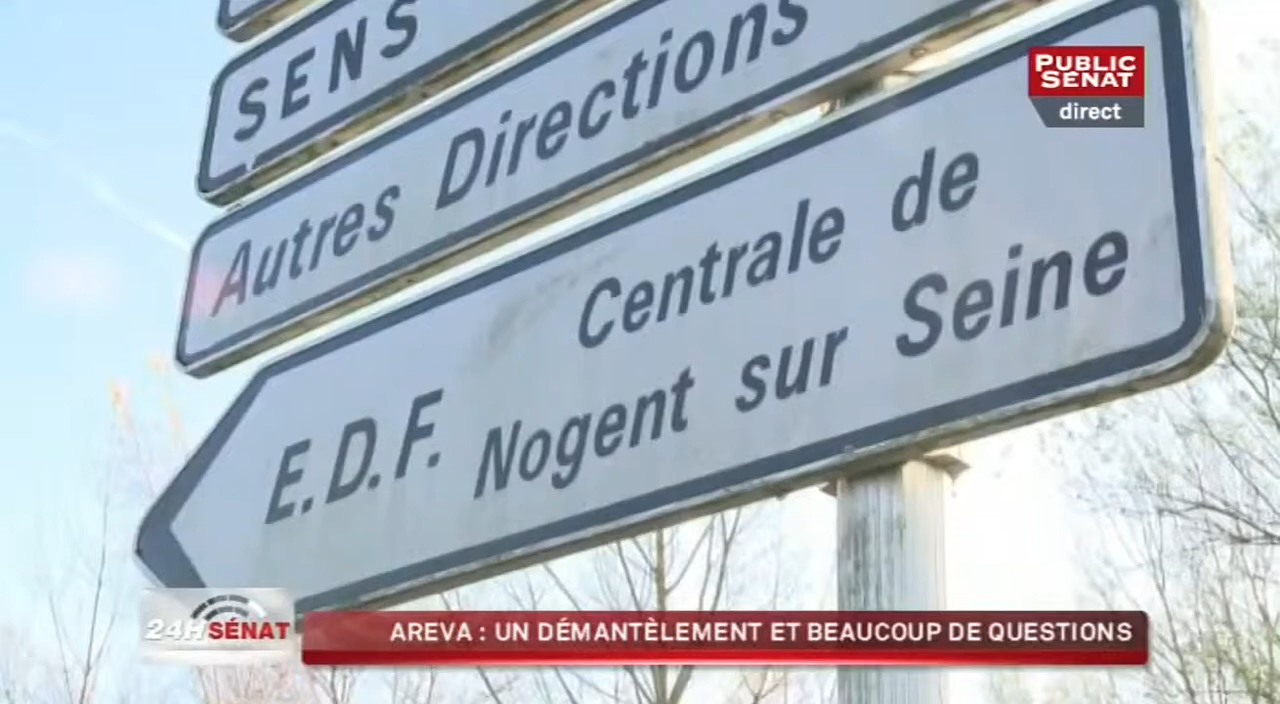 SENS
Autres Directions
Centrale de
E.D.F. Nogent sur Seine
PUBLIC
SÉNAT
direct
24H SÉNAT
AREVA : UN DÉMANTÈLEMENT ET BEAUCOUP DE QUESTIONS